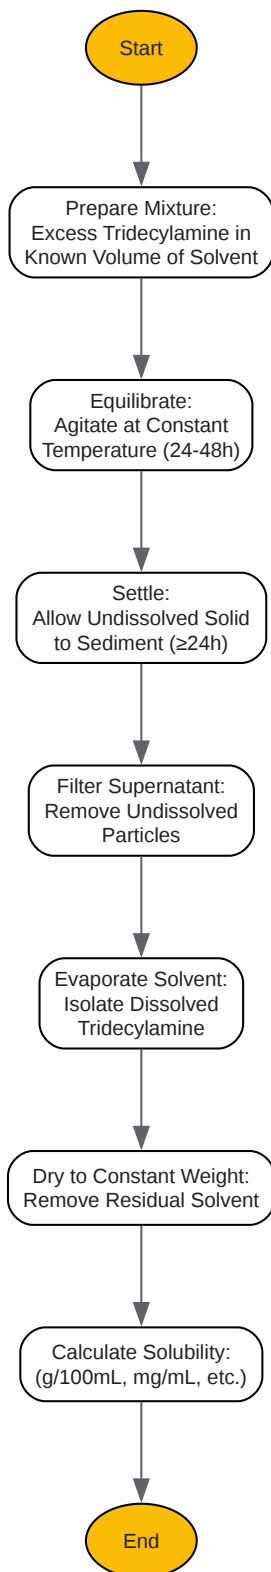 Start
Prepare Mixture:
Excess Tridecylamine in
Known Volume of Solvent
Equilibrate:
Agitate at Constant
Temperature (24-48h)
Settle:
Allow Undissolved Solid
to Sediment (≥24h)
Filter Supernatant:
Remove Undissolved
Particles
Evaporate Solvent:
Isolate Dissolved
Tridecylamine
Dry to Constant Weight:
Remove Residual Solvent
Calculate Solubility:
(g/100mL, mg/mL, etc.)
End